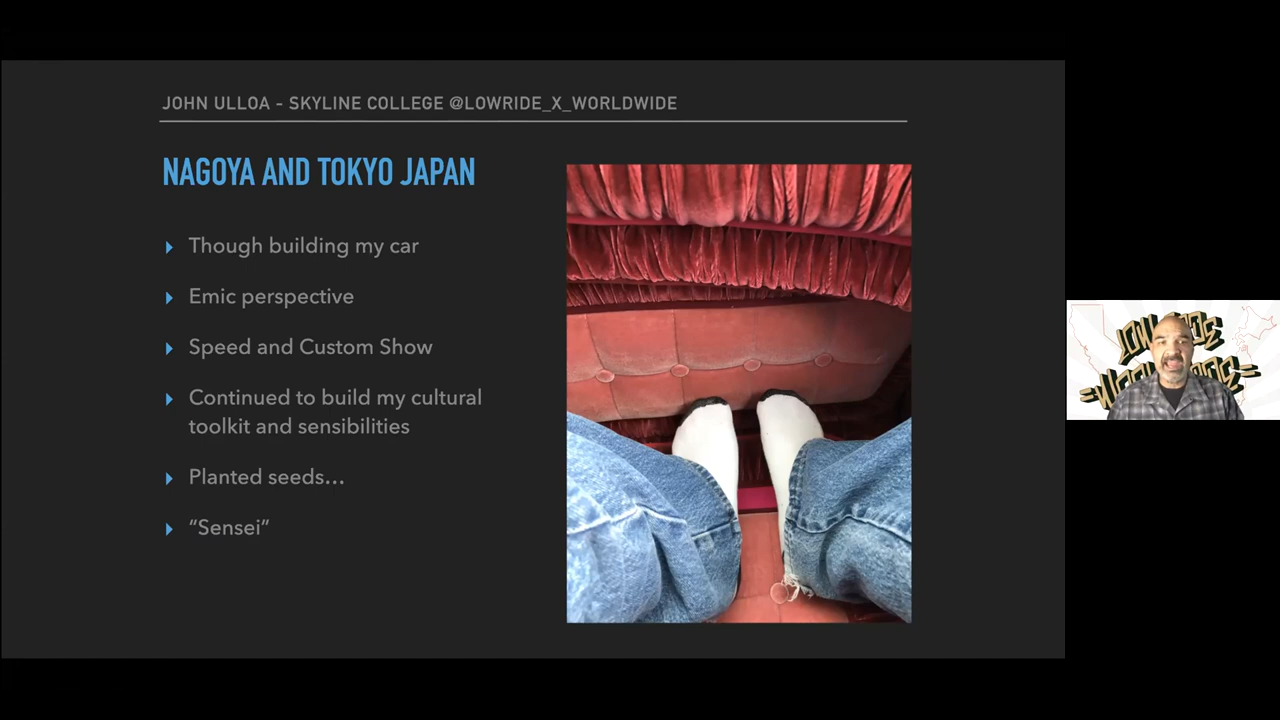 JOHN ULLOA - SKYLINE COLLEGE @LOWRIDE_X_WORLDWIDE
NAGOYA AND TOKYO JAPAN
Though building my car
Emic perspective
Speed and Custom Show
Continued to build my cultural
toolkit and sensibilities
Planted seeds…
“Sensei”